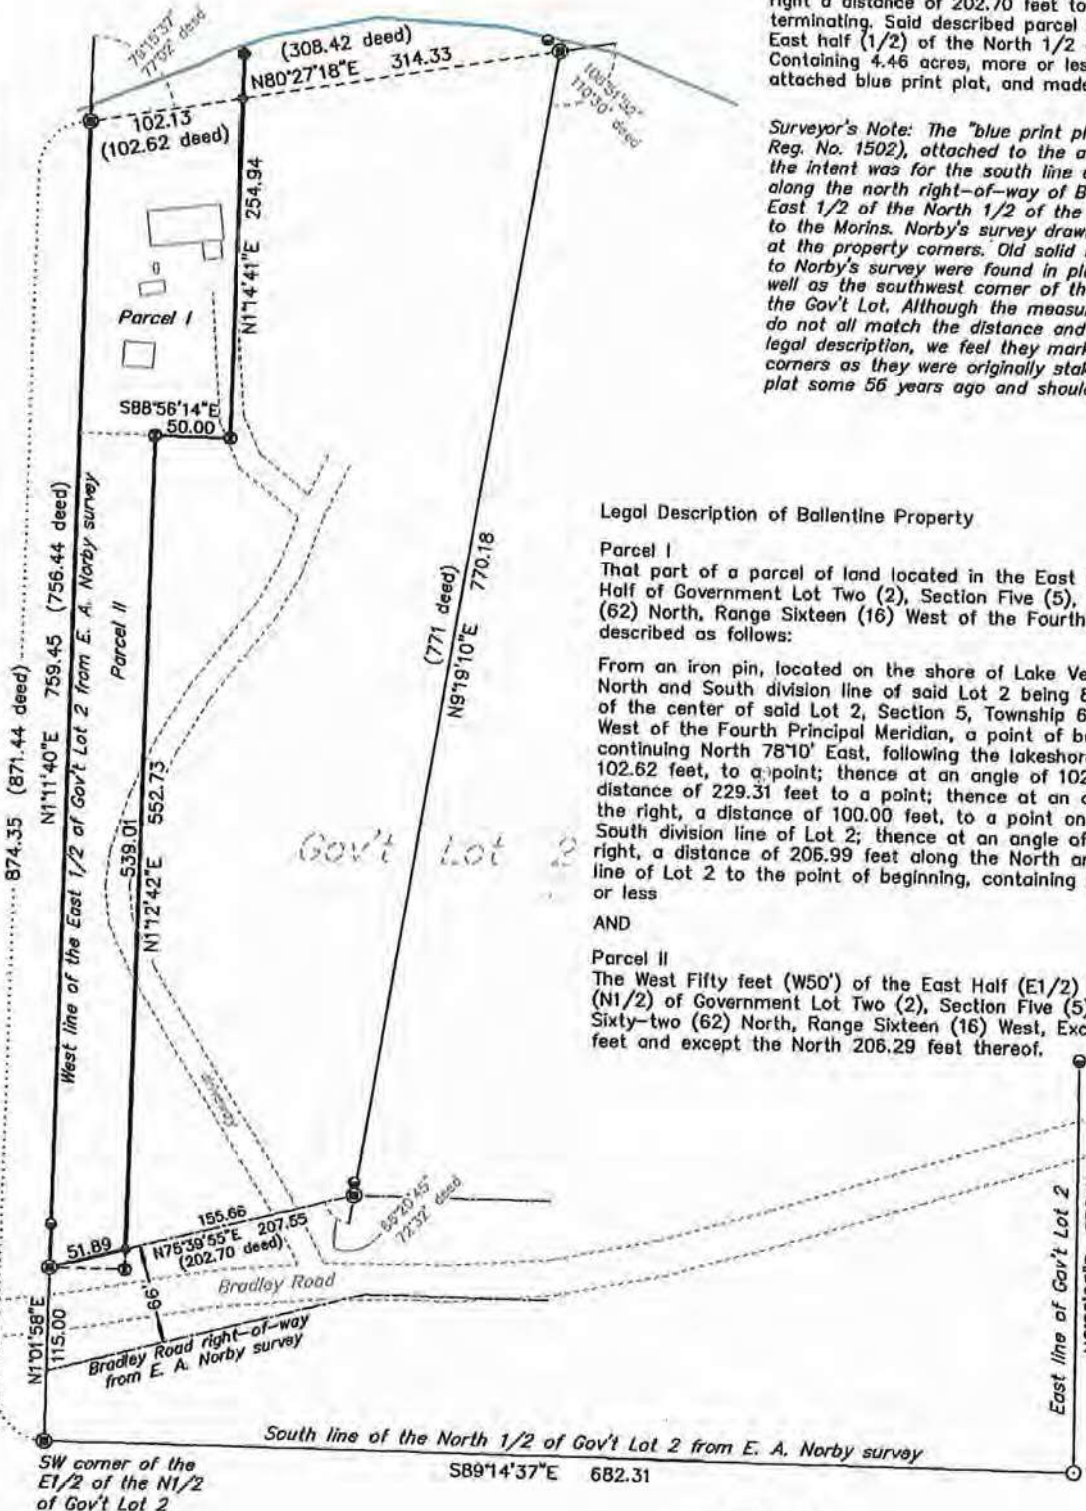 right a distance of 202.70 feet to
terminating. Said described parcel
East half (1/2) of the North 1/2
Containing 4.46 acres, more or les
attached blue print plat, and made
Surveyor's Note: The "blue print pl
Reg. No. 1502), attached to the a
the intent was for the south line
along the north right-of-way of B
East 1/2 of the North 1/2 of the
to the Morins. Norby's survey draw
at the property corners. Old solid
to Norby's survey were found in pl
well as the southwest corner of th
the Gov't Lot. Although the measu
do not all match the distance and
legal description, we feel they mark
corners as they were originally stak
plat some 56 years ago and should
79°15'37"
77°02' deed
(308.42 deed)
N80°27'18"E 314.33
108°51'52"
110°30' deed
102.13
(102.62 deed)
N1°14'41"E 254.94
Parcel I
S88°56'14"E
50.00
874.35 (871.44 deed)
N1°11'40"E 759.45 (756.44 deed)
West line of the East 1/2 of Gov't Lot 2 from E. A. Norby survey
Parcel II
539.01
N1°12'42"E 552.73
(771 deed)
N9°19'10"E 770.18
Gov't Lot 2
Legal Description of Ballentine Property
Parcel I
That part of a parcel of land located in the East
Half of Government Lot Two (2), Section Five (5),
(62) North, Range Sixteen (16) West of the Fourth
described as follows:
From an iron pin, located on the shore of Lake Ve
North and South division line of said Lot 2 being 8
of the center of said Lot 2, Section 5, Township 6
West of the Fourth Principal Meridian, a point of b
continuing North 78°10' East, following the lakeshor
102.62 feet, to a point; thence at an angle of 102
distance of 229.31 feet to a point; thence at an
the right, a distance of 100.00 feet, to a point on
South division line of Lot 2; thence at an angle of
right, a distance of 206.99 feet along the North an
line of Lot 2 to the point of beginning, containing
or less
AND
Parcel II
The West Fifty feet (W50') of the East Half (E1/2)
(N1/2) of Government Lot Two (2), Section Five (5)
Sixty-two (62) North, Range Sixteen (16) West, Exc
feet and except the North 206.29 feet thereof.
driveway
155.66
51.89
N75°39'55"E 207.55
(202.70 deed)
66°20'45"
72°32' deed
Bradley Road
66
N1°01'58"E
115.00
Bradley Road right-of-way
from E. A. Norby survey
East line of Gov't Lot 2
South line of the North 1/2 of Gov't Lot 2 from E. A. Norby survey
S89°14'37"E 682.31
SW corner of the
E1/2 of the N1/2
of Gov't Lot 2